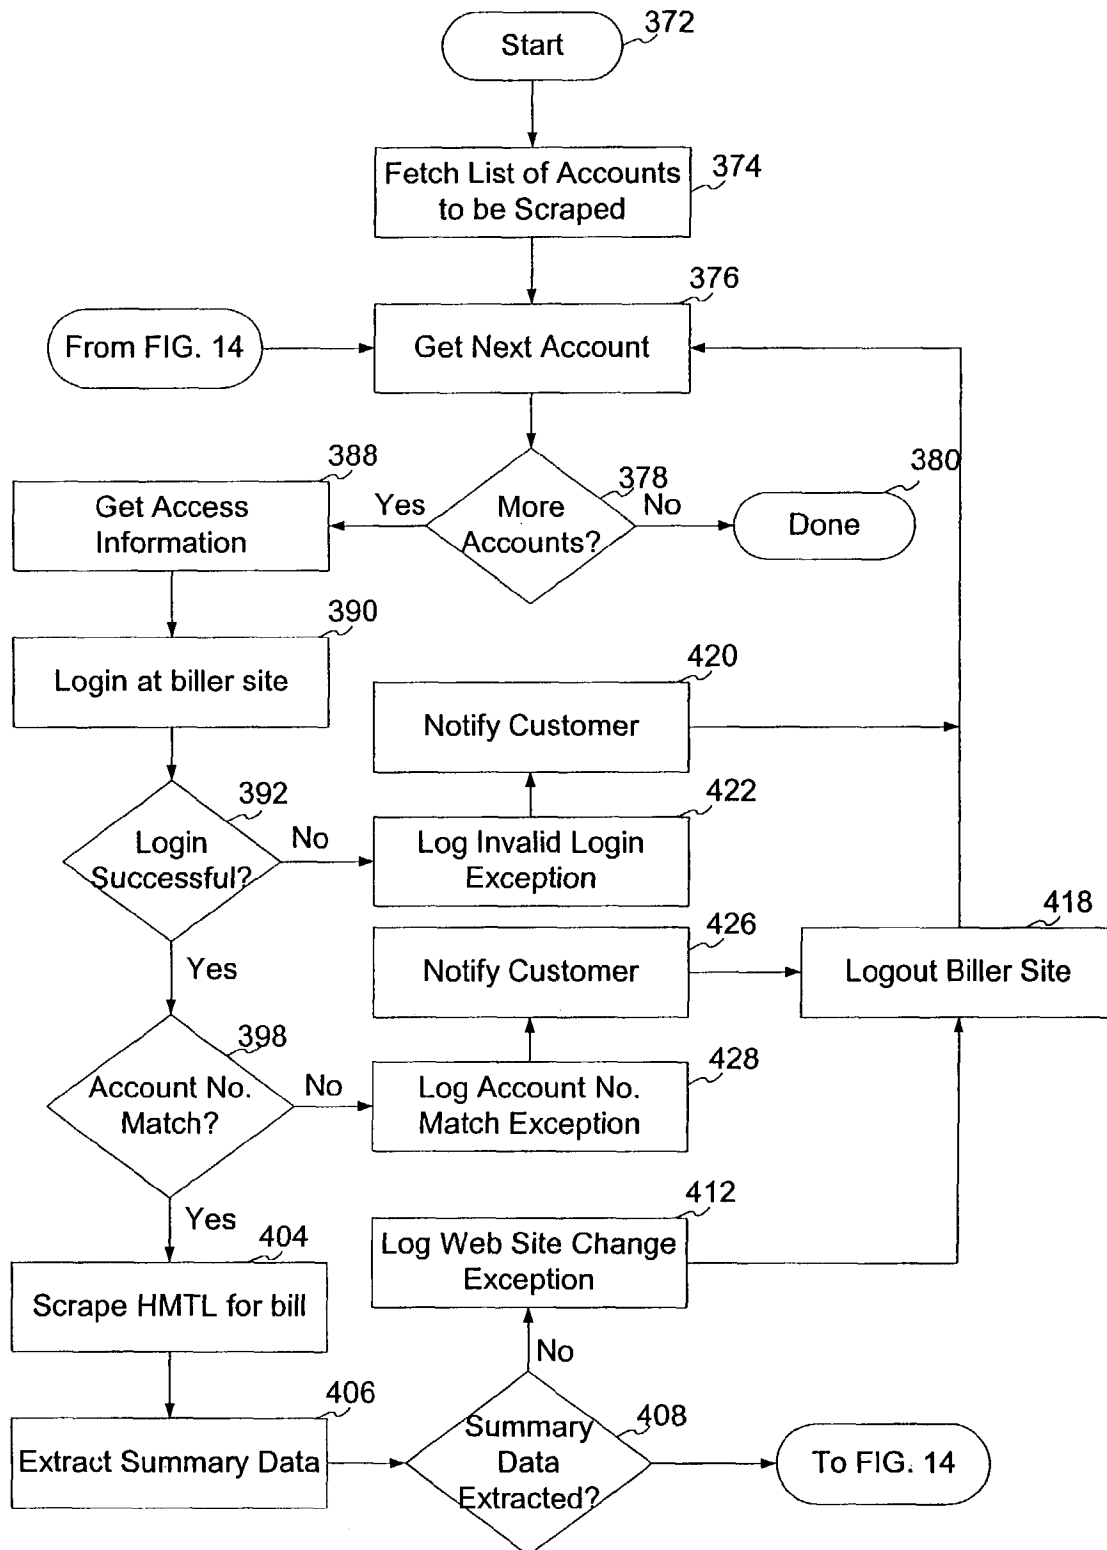 Start
372
Fetch List of Accounts
to be Scraped
374
376
From FIG. 14
Get Next Account
388
Get Access
Information
Yes
More
Accounts?
378
No
380
Done
390
Login at biller site
420
Notify Customer
392
Login
Successful?
No
422
Log Invalid Login
Exception
Yes
426
Notify Customer
418
Logout Biller Site
398
Account No.
Match?
No
428
Log Account No.
Match Exception
Yes
412
Log Web Site Change
Exception
404
Scrape HMTL for bill
No
406
Extract Summary Data
Summary
Data
Extracted?
408
To FIG. 14